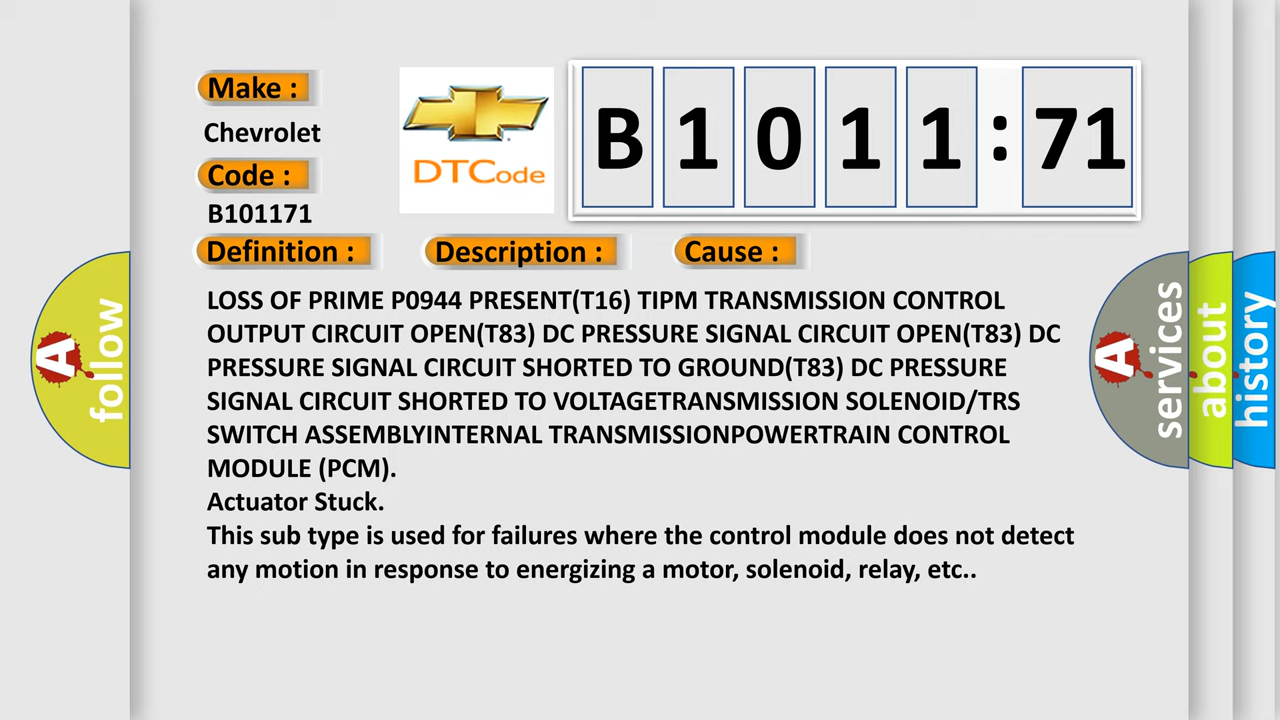 Make :
Chevrolet
Code :
B101171
DTCode
B1011:71
Definition :
Description :
Cause :
LOSS OF PRIME P0944 PRESENT(T16) TIPM TRANSMISSION CONTROL
OUTPUT CIRCUIT OPEN(T83) DC PRESSURE SIGNAL CIRCUIT OPEN(T83) DC
PRESSURE SIGNAL CIRCUIT SHORTED TO GROUND(T83) DC PRESSURE
SIGNAL CIRCUIT SHORTED TO VOLTAGETRANSMISSION SOLENOID/TRS
SWITCH ASSEMBLYINTERNAL TRANSMISSIONPOWERTRAIN CONTROL
MODULE (PCM).
Actuator Stuck.
This sub type is used for failures where the control module does not detect
any motion in response to energizing a motor, solenoid, relay, etc..
A
follow
A
services
about
history